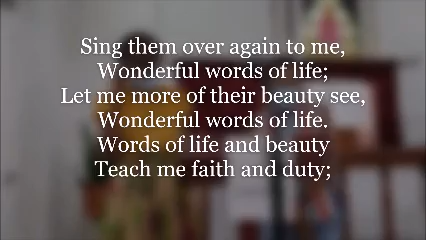 Sing them over again to me,
Wonderful words of life;
Let me more of their beauty see,
Wonderful words of life.
Words of life and beauty
Teach me faith and duty;